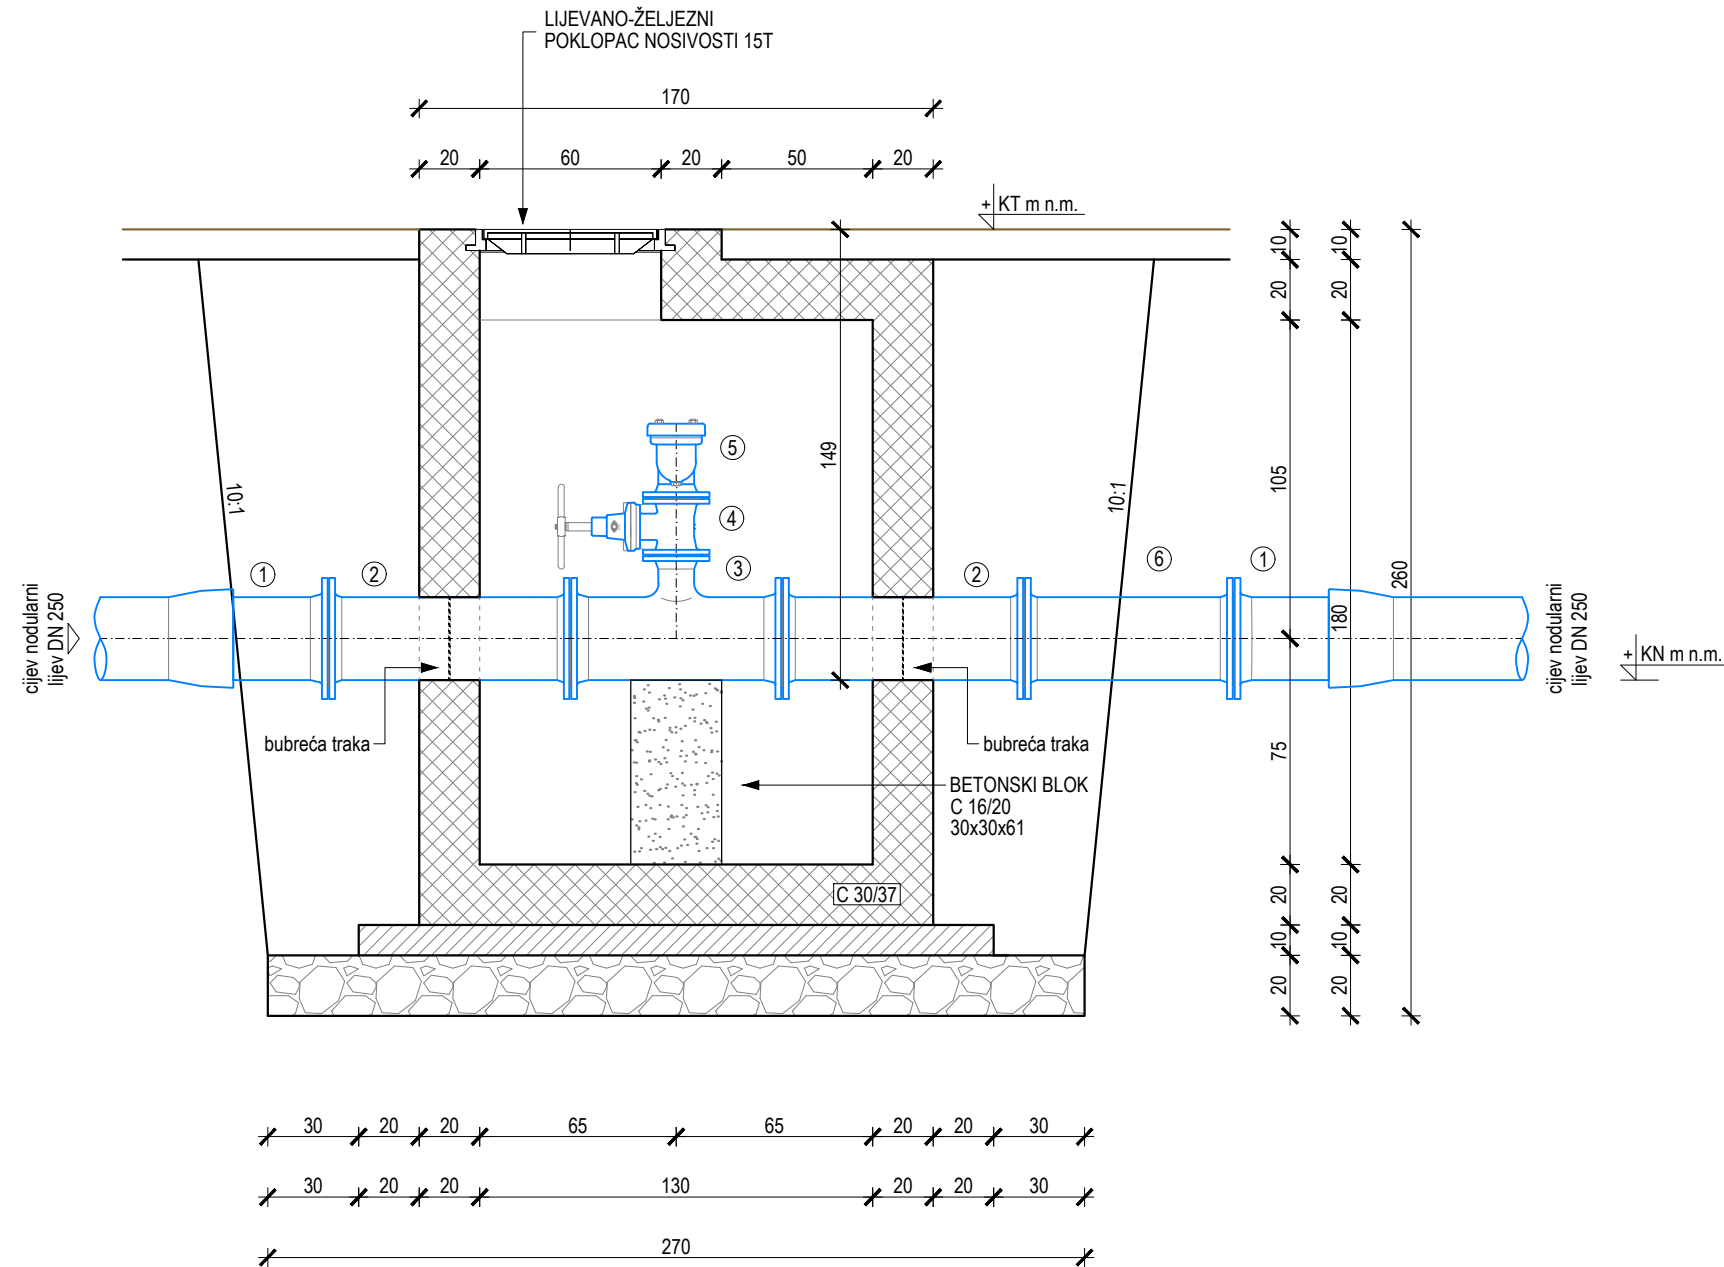 LIJEVANO-ŽELJEZNI
POKLOPAC NOSIVOSTI 15T
170
20 60 20 50 20
+ KT m n.m.
10 10
20 20
149
105
10:1
10:1
5
4
3
1 2
2 6 1
260
180
cijev nodularni
lijev DN 250
cijev nodularni
lijev DN 250
+ KN m n.m.
bubreća traka
bubreća traka
75
BETONSKI BLOK
C 16/20
30x30x61
C 30/37
20 20
10 10
20 20
30 20 20 65 65 20 20 30
30 20 20 130 20 20 30
270